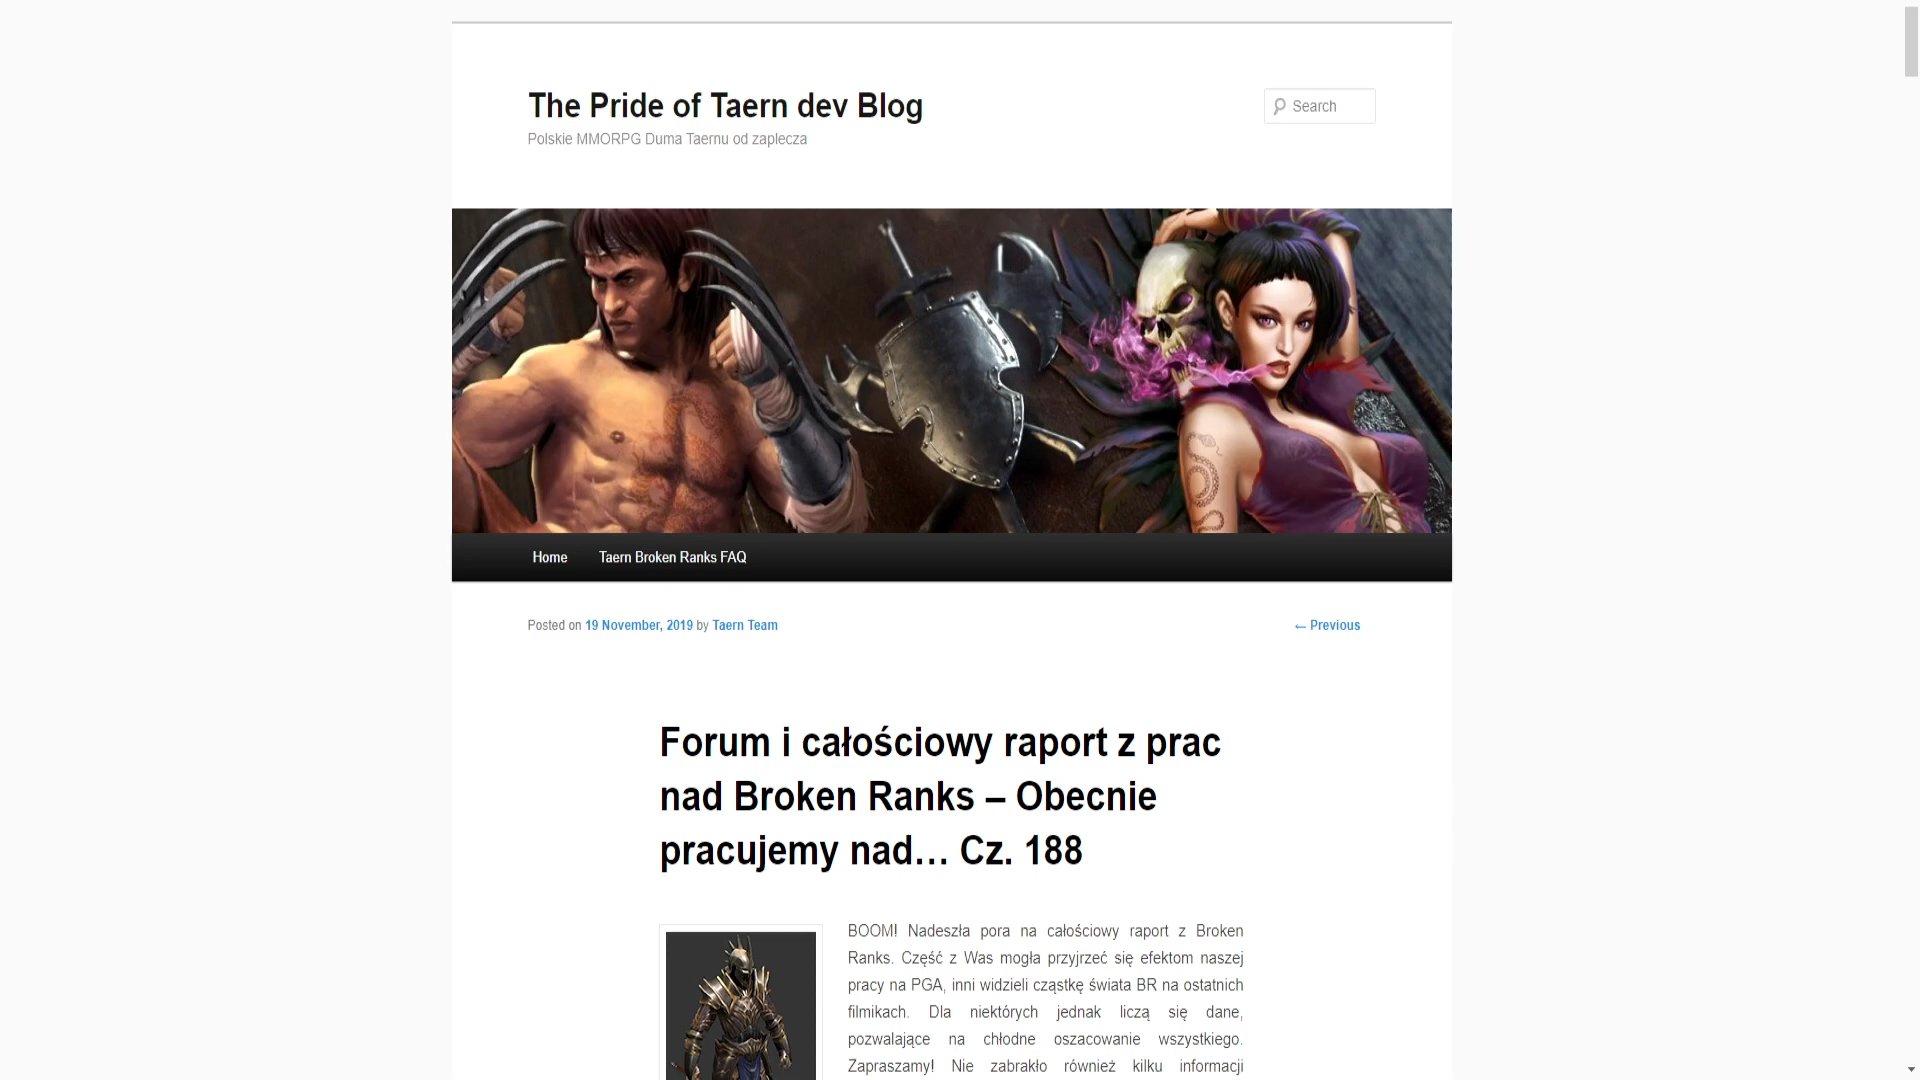 The Pride of Taern dev Blog
Polskie MMORPG Duma Taernu od zaplecza
Search
Home
Taern Broken Ranks FAQ
Posted on 19 November, 2019 by Taern Team
← Previous
Forum i całościowy raport z prac
nad Broken Ranks – Obecnie
pracujemy nad… Cz. 188
BOOM! Nadeszła pora na całościowy raport z Broken
Ranks. Część z Was mogła przyjrzeć się efektom naszej
pracy na PGA, inni widzieli cząstkę świata BR na ostatnich
filmikach. Dla niektórych jednak liczą się dane,
pozwalające na chłodne oszacowanie wszystkiego.
Zapraszamy! Nie zabrakło również kilku informacji